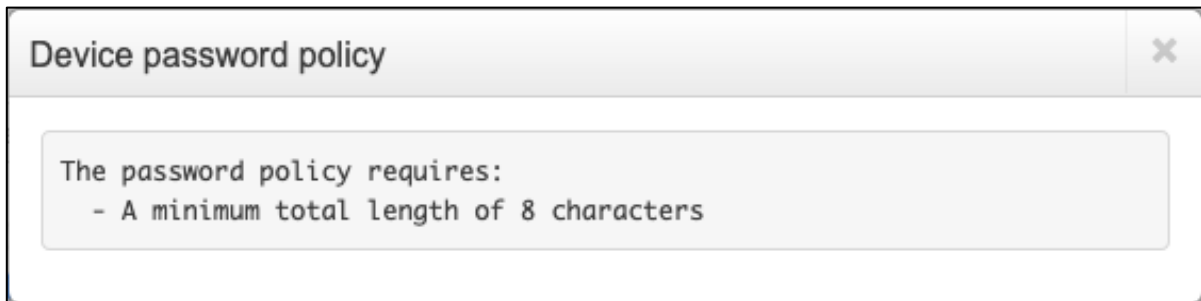 Device password policy
The password policy requires:
- A minimum total length of 8 characters